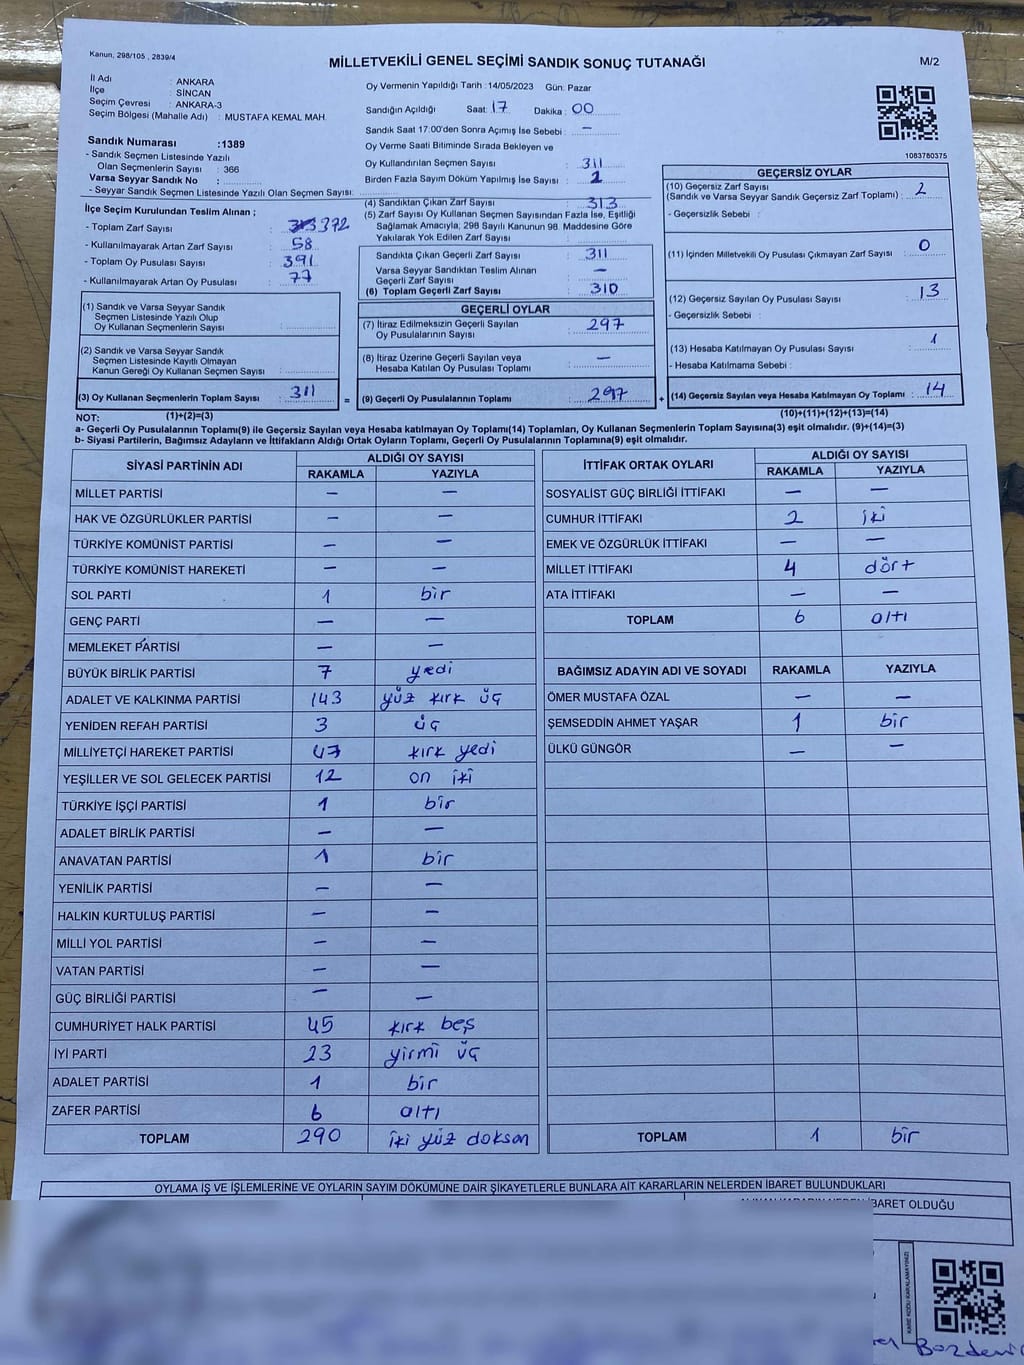 Kanun, 298/105 , 2839/4
MİLLETVEKİLİ GENEL SEÇİMİ SANDIK SONUÇ TUTANAĞI
M/2
İl Adı : ANKARA
İlçe : SİNCAN
Seçim Çevresi : ANKARA-3
Seçim Bölgesi (Mahalle Adı) : MUSTAFA KEMAL MAH.
Sandık Numarası :1389
- Sandık Seçmen Listesinde Yazılı
Olan Seçmenlerin Sayısı : 366
Varsa Seyyar Sandık No :
- Seyyar Sandık Seçmen Listesinde Yazılı Olan Seçmen Sayısı:
Oy Vermenin Yapıldığı Tarih :14/05/2023 Gün: Pazar
Sandığın Açıldığı Saat: 17 Dakika : 00
Sandık Saat 17:00'den Sonra Açımış İse Sebebi : –
Oy Verme Saati Bitiminde Sırada Bekleyen ve
Oy Kullandırılan Seçmen Sayısı : 311
Birden Fazla Sayım Döküm Yapılmış İse Sayısı : 1
1083780375
İlçe Seçim Kurulundan Teslim Alınan ;
- Toplam Zarf Sayısı : 372
- Kullanılmayarak Artan Zarf Sayısı : 58
- Toplam Oy Pusulası Sayısı : 391
- Kullanılmayarak Artan Oy Pusulası : 77
(1) Sandık ve Varsa Seyyar Sandık
Seçmen Listesinde Yazılı Olup
Oy Kullanan Seçmenlerin Sayısı :
(2) Sandık ve Varsa Seyyar Sandık
Seçmen Listesinde Kayıtlı Olmayan
Kanun Gereği Oy Kullanan Seçmen Sayısı :
(3) Oy Kullanan Seçmenlerin Toplam Sayısı : 311
(1)+(2)=(3)
(4) Sandıktan Çıkan Zarf Sayısı : 313
(5) Zarf Sayısı Oy Kullanan Seçmen Sayısından Fazla İse, Eşitliği
Sağlamak Amacıyla, 298 Sayılı Kanunun 98. Maddesine Göre
Yakılarak Yok Edilen Zarf Sayısı :
Sandıkta Çıkan Geçerli Zarf Sayısı : 311
Varsa Seyyar Sandıktan Teslim Alınan
Geçerli Zarf Sayısı : –
(6) Toplam Geçerli Zarf Sayısı : 310
GEÇERLİ OYLAR
(7) İtiraz Edilmeksizin Geçerli Sayılan
Oy Pusulalarının Sayısı : 297
(8) İtiraz Üzerine Geçerli Sayılan veya
Hesaba Katılan Oy Pusulası Toplamı : –
= (9) Geçerli Oy Pusulalarının Toplamı : 297 +
GEÇERSİZ OYLAR
(10) Geçersiz Zarf Sayısı
(Sandık ve Varsa Seyyar Sandık Geçersiz Zarf Toplamı) : 2
- Geçersizlik Sebebi :
(11) İçinden Milletvekili Oy Pusulası Çıkmayan Zarf Sayısı : 0
(12) Geçersiz Sayılan Oy Pusulası Sayısı : 13
- Geçersizlik Sebebi :
(13) Hesaba Katılmayan Oy Pusulası Sayısı : 1
- Hesaba Katılmama Sebebi :
(14) Geçersiz Sayılan veya Hesaba Katılmayan Oy Toplamı : 14
(10)+(11)+(12)+(13)=(14)
NOT:
a- Geçerli Oy Pusulalarının Toplamı(9) ile Geçersiz Sayılan veya Hesaba Katılmayan Oy Toplamı(14) Toplamları, Oy Kullanan Seçmenlerin Toplam Sayısına(3) eşit olmalıdır. (9)+(14)=(3)
b- Siyasi Partilerin, Bağımsız Adayların ve İttifakların Aldığı Ortak Oyların Toplamı, Geçerli Oy Pusulalarının Toplamına(9) eşit olmalıdır.
SİYASİ PARTİNİN ADI ALDIĞI OY SAYISI
RAKAMLA YAZIYLA
MİLLET PARTİSİ – –
HAK VE ÖZGÜRLÜKLER PARTİSİ – –
TÜRKİYE KOMÜNİST PARTİSİ – –
TÜRKİYE KOMÜNİST HAREKETİ – –
SOL PARTİ 1 bir
GENÇ PARTİ – –
MEMLEKET PARTİSİ – –
BÜYÜK BİRLİK PARTİSİ 7 yedi
ADALET VE KALKINMA PARTİSİ 143 yüz kırk üç
YENİDEN REFAH PARTİSİ 3 üç
MİLLİYETÇİ HAREKET PARTİSİ 47 kırk yedi
YEŞİLLER VE SOL GELECEK PARTİSİ 12 on iki
TÜRKİYE İŞÇİ PARTİSİ 1 bir
ADALET BİRLİK PARTİSİ – –
ANAVATAN PARTİSİ 1 bir
YENİLİK PARTİSİ – –
HALKIN KURTULUŞ PARTİSİ – –
MİLLİ YOL PARTİSİ – –
VATAN PARTİSİ – –
GÜÇ BİRLİĞİ PARTİSİ – –
CUMHURİYET HALK PARTİSİ 45 kırk beş
İYİ PARTİ 23 yirmi üç
ADALET PARTİSİ 1 bir
ZAFER PARTİSİ 6 altı
TOPLAM 290 iki yüz doksan
İTTİFAK ORTAK OYLARI ALDIĞI OY SAYISI
RAKAMLA YAZIYLA
SOSYALİST GÜÇ BİRLİĞİ İTTİFAKI – –
CUMHUR İTTİFAKI 2 iki
EMEK VE ÖZGÜRLÜK İTTİFAKI – –
MİLLET İTTİFAKI 4 dört
ATA İTTİFAKI – –
TOPLAM 6 altı
BAĞIMSIZ ADAYIN ADI VE SOYADI RAKAMLA YAZIYLA
ÖMER MUSTAFA ÖZAL – –
ŞEMSEDDİN AHMET YAŞAR 1 bir
ÜLKÜ GÜNGÖR – –
TOPLAM 1 bir
OYLAMA İŞ VE İŞLEMLERİNE VE OYLARIN SAYIM DÖKÜMÜNE DAİR ŞİKAYETLERLE BUNLARA AİT KARARLARIN NELERDEN İBARET BULUNDUKLARI
İBARET OLDUĞU
KARE KODU KARALAMAYINIZ!